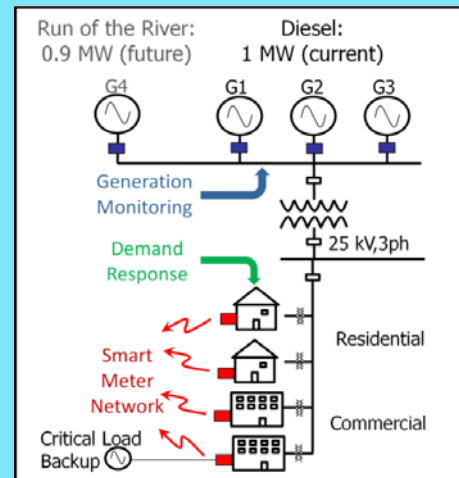 Run of the River:
0.9 MW (future)
Diesel:
1 MW (current)
G4
G1
G2
G3
Generation
Monitoring
25 kV,3ph
Demand
Response
Residential
Smart
Meter
Network
Commercial
Critical Load
Backup